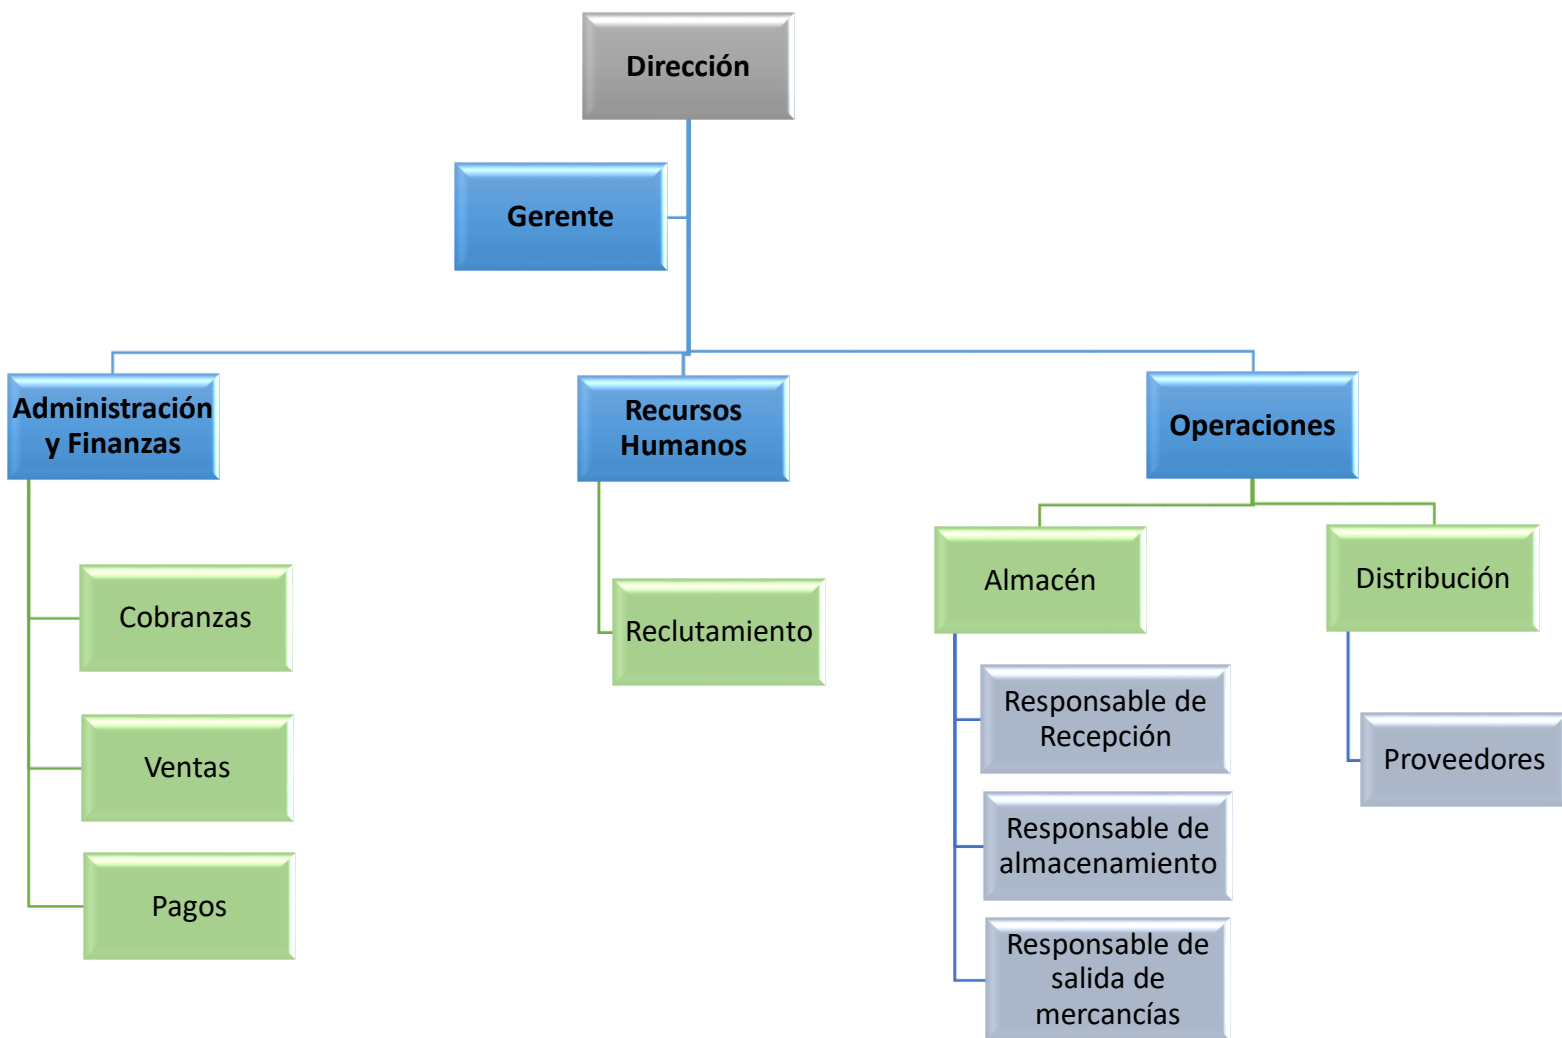 Dirección
Gerente
Administración
y Finanzas
Recursos
Humanos
Operaciones
Cobranzas
Ventas
Pagos
Reclutamiento
Almacén
Distribución
Responsable de
Recepción
Responsable de
almacenamiento
Responsable de
salida de
mercancías
Proveedores